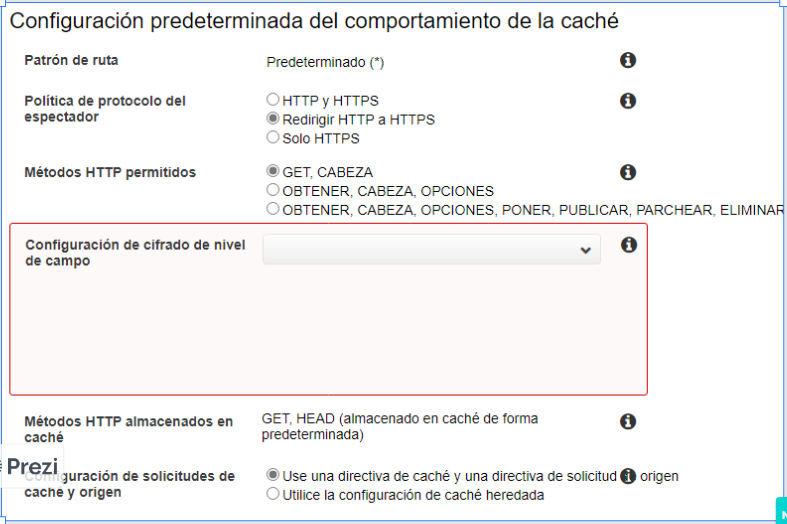 Configuración predeterminada del comportamiento de la caché
Patrón de ruta
Predeterminado (*)
Política de protocolo del
espectador
HTTP y HTTPS
Redirigir HTTP a HTTPS
Solo HTTPS
Métodos HTTP permitidos
GET, CABEZA
OBTENER, CABEZA, OPCIONES
OBTENER, CABEZA, OPCIONES, PONER, PUBLICAR, PARCHEAR, ELIMINAR
Configuración de cifrado de nivel
de campo
Métodos HTTP almacenados en
caché
GET, HEAD (almacenado en caché de forma
predeterminada)
Prezi
de solicitudes de
caché y origen
Use una directiva de caché y una directiva de solicitud origen
Utilice la configuración de caché heredada